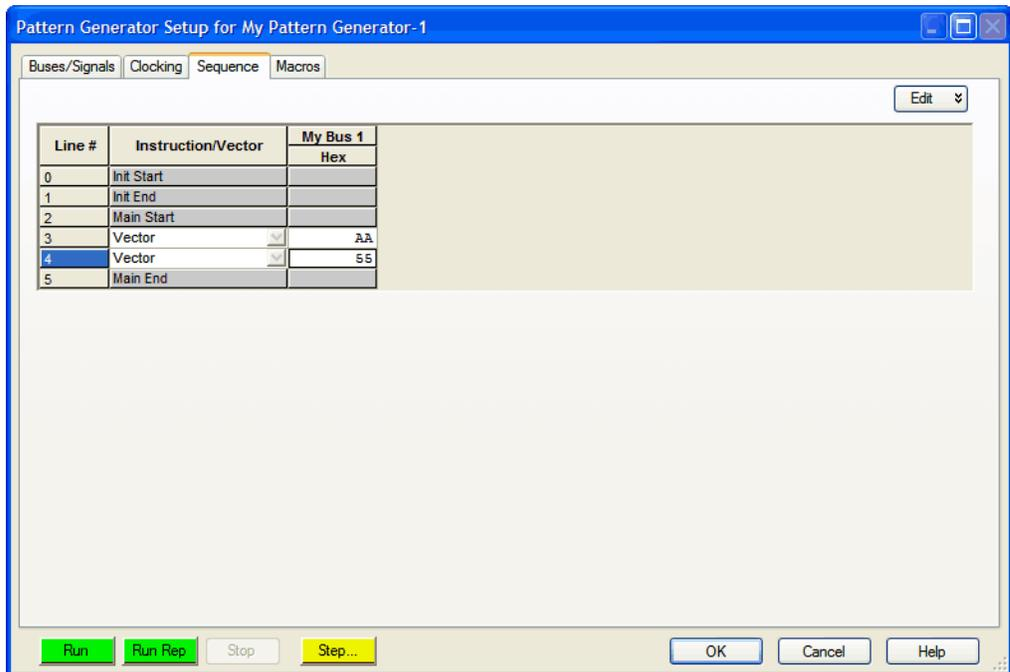 Pattern Generator Setup for My Pattern Generator-1
Buses/Signals Clocking Sequence Macros
Edit
Line # Instruction/Vector My Bus 1
Hex
0 Init Start
1 Init End
2 Main Start
3 Vector AA
4 Vector 55
5 Main End
Run Run Rep Stop Step... OK Cancel Help